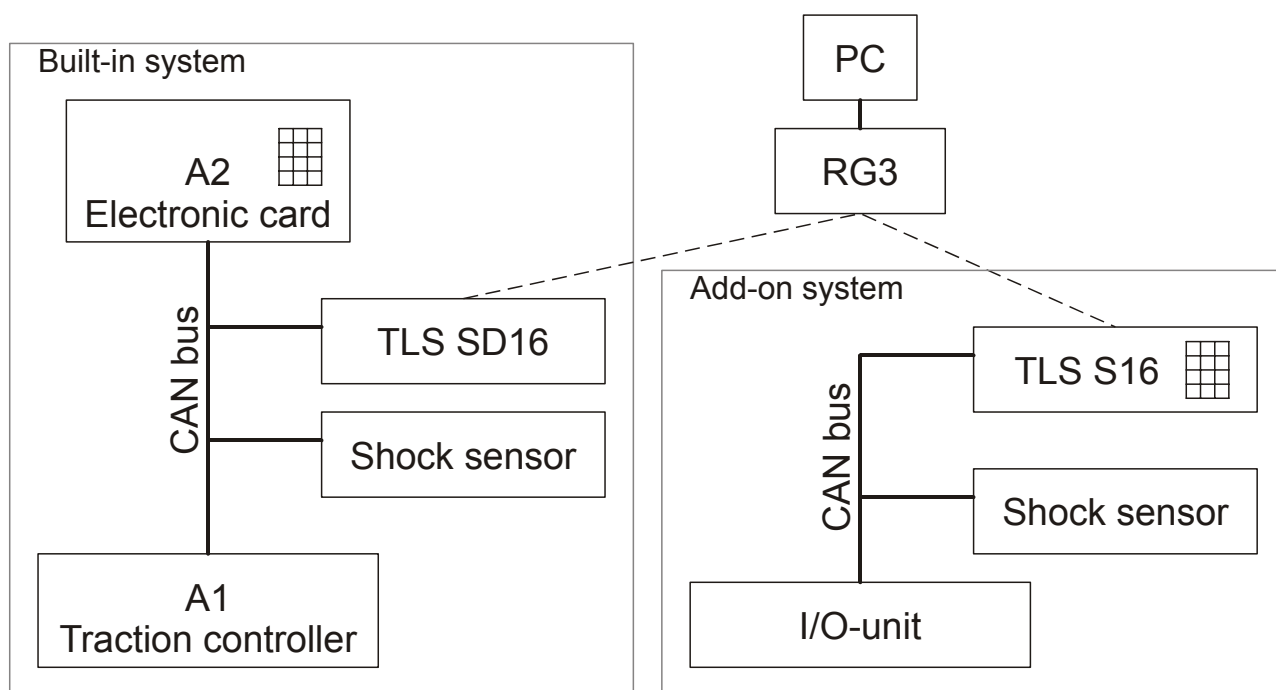 Built-in system
A2
Electronic card
CAN bus
TLS SD16
Shock sensor
A1
Traction controller
PC
RG3
Add-on system
TLS S16
CAN bus
Shock sensor
I/O-unit